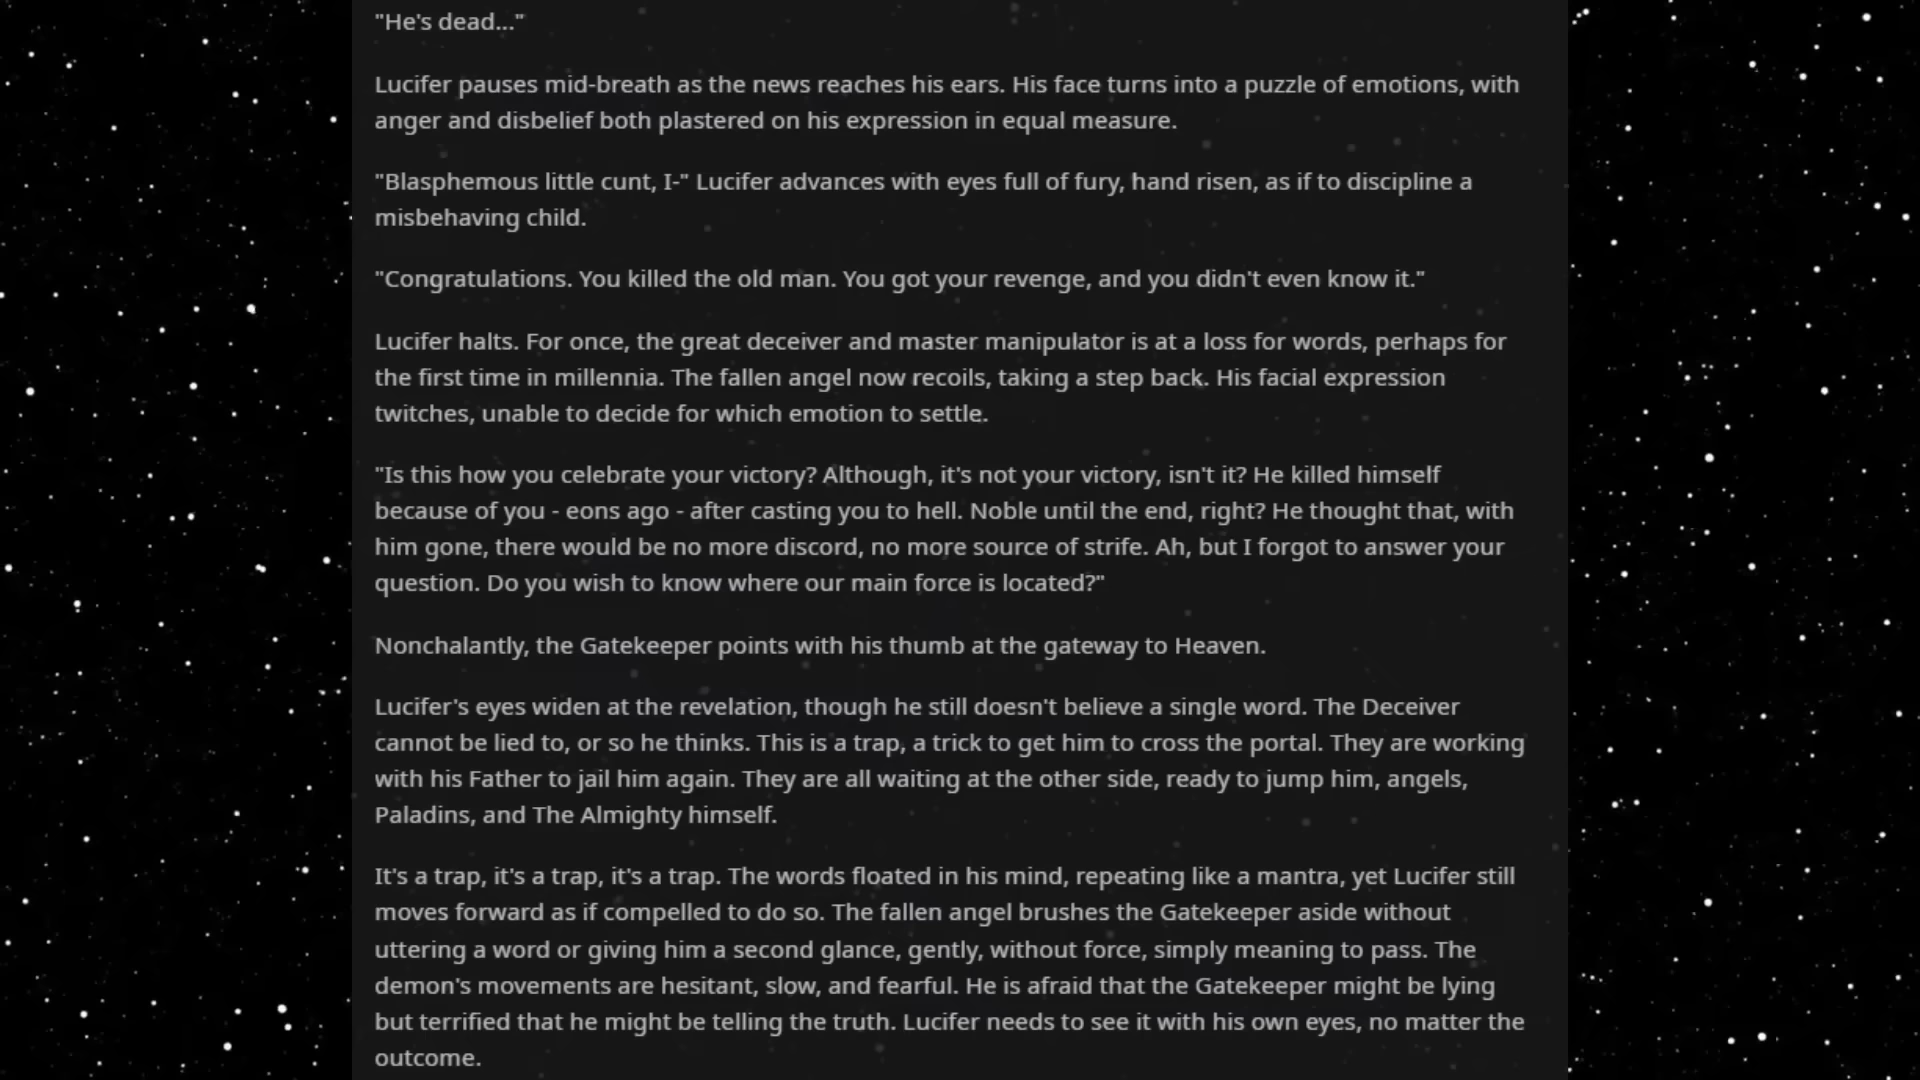 "He's dead..."
Lucifer pauses mid-breath as the news reaches his ears. His face turns into a puzzle of emotions, with
anger and disbelief both plastered on his expression in equal measure.
"Blasphemous little cunt, I-" Lucifer advances with eyes full of fury, hand risen, as if to discipline a
misbehaving child.
"Congratulations. You killed the old man. You got your revenge, and you didn't even know it."
Lucifer halts. For once, the great deceiver and master manipulator is at a loss for words, perhaps for
the first time in millennia. The fallen angel now recoils, taking a step back. His facial expression
twitches, unable to decide for which emotion to settle.
"Is this how you celebrate your victory? Although, it's not your victory, isn't it? He killed himself
because of you - eons ago - after casting you to hell. Noble until the end, right? He thought that, with
him gone, there would be no more discord, no more source of strife. Ah, but I forgot to answer your
question. Do you wish to know where our main force is located?"
Nonchalantly, the Gatekeeper points with his thumb at the gateway to Heaven.
Lucifer's eyes widen at the revelation, though he still doesn't believe a single word. The Deceiver
cannot be lied to, or so he thinks. This is a trap, a trick to get him to cross the portal. They are working
with his Father to jail him again. They are all waiting at the other side, ready to jump him, angels,
Paladins, and The Almighty himself.
It's a trap, it's a trap, it's a trap. The words floated in his mind, repeating like a mantra, yet Lucifer still
moves forward as if compelled to do so. The fallen angel brushes the Gatekeeper aside without
uttering a word or giving him a second glance, gently, without force, simply meaning to pass. The
demon's movements are hesitant, slow, and fearful. He is afraid that the Gatekeeper might be lying
but terrified that he might be telling the truth. Lucifer needs to see it with his own eyes, no matter the
outcome.